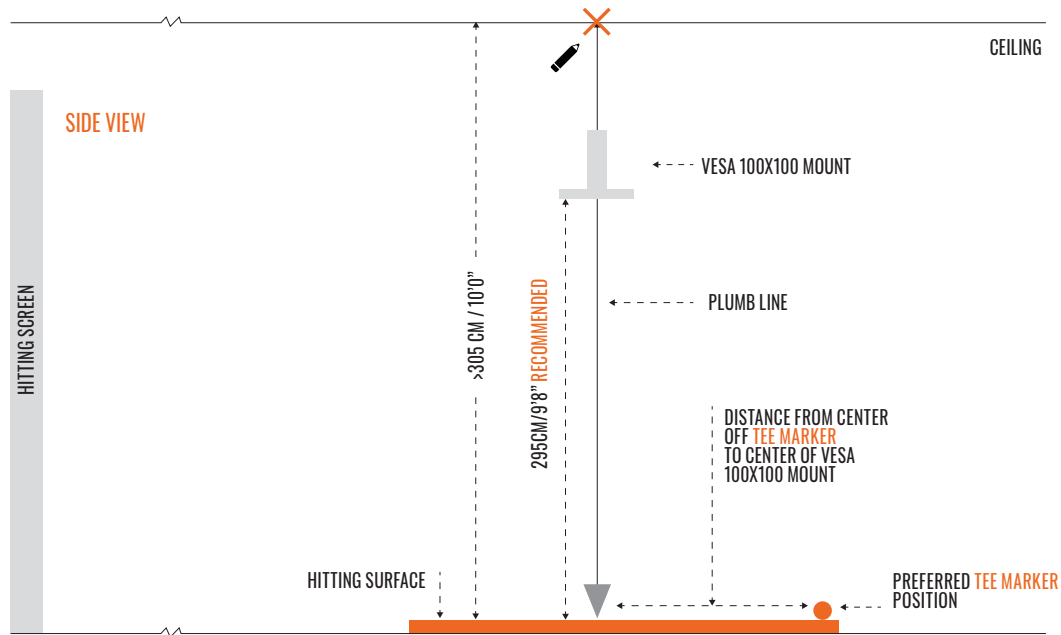 CEILING
SIDE VIEW
VESA 100X100 MOUNT
HITTING SCREEN
>305 CM / 10'0”
295CM/9'8” RECOMMENDED
PLUMB LINE
DISTANCE FROM CENTER
OFF TEE MARKER
TO CENTER OF VESA
100X100 MOUNT
HITTING SURFACE
PREFERRED TEE MARKER
POSITION